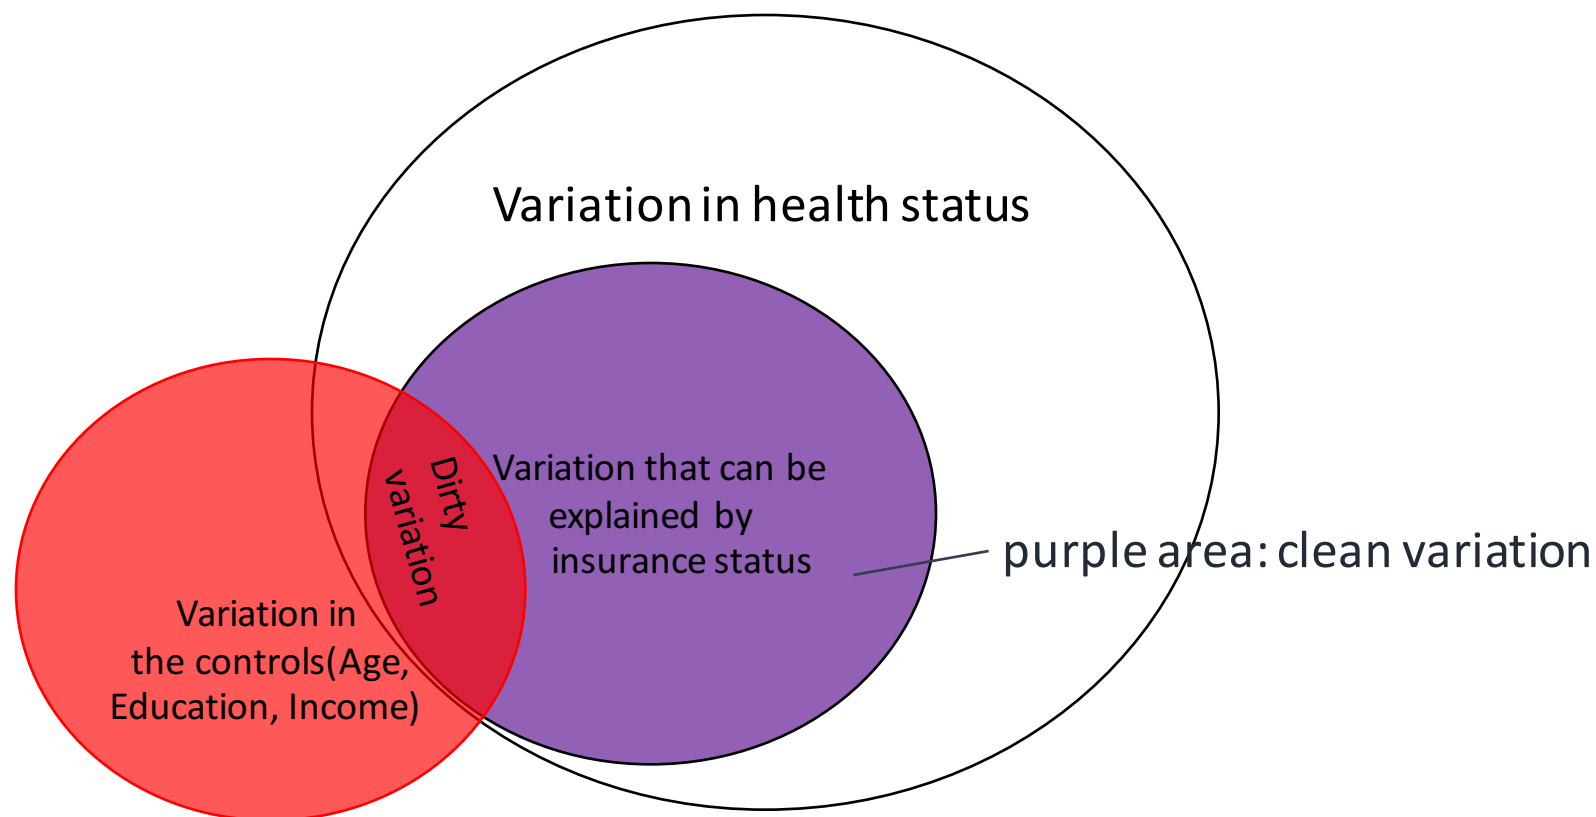 Variation in health status
Dirty
variation
Variation that can be
explained by
insurance status
purple area: clean variation
Variation in
the controls(Age,
Education, Income)